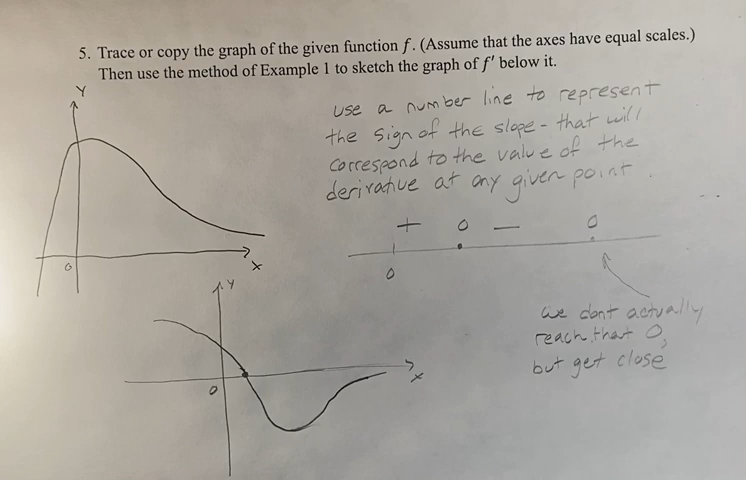 5. Trace or copy the graph of the given function f. (Assume that the axes have equal scales.)
Then use the method of Example 1 to sketch the graph of f′ below it.
Y
use a number line to represent
the sign of the slope - that will
correspond to the value of the
derivative at any given point.
+ 0 - 0
0
0
x
Y
we dont actually
reach that 0,
but get close
0
x